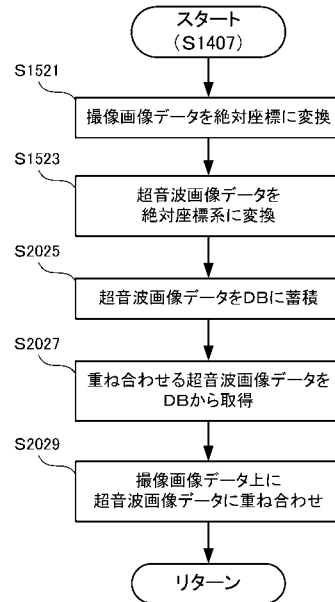 スタート
(S1407)
S1521
撮像画像データを絶対座標に変換
S1523
超音波画像データを
絶対座標系に変換
S2025
超音波画像データをDBに蓄積
S2027
重ね合わせる超音波画像データを
DBから取得
S2029
撮像画像データ上に
超音波画像データに重ね合わせ
リターン